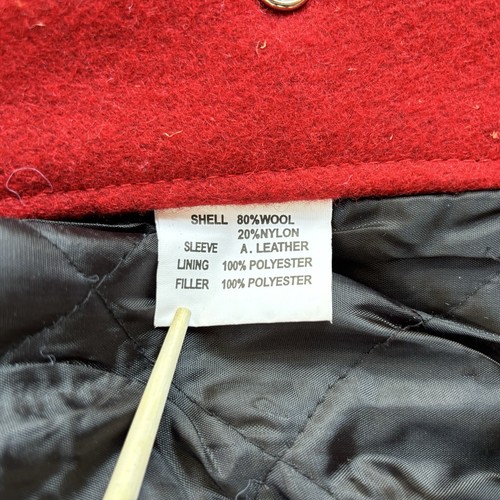 SHELL 80%WOOL
20%NYLON
SLEEVE A. LEATHER
LINING 100% POLYESTER
FILLER 100% POLYESTER